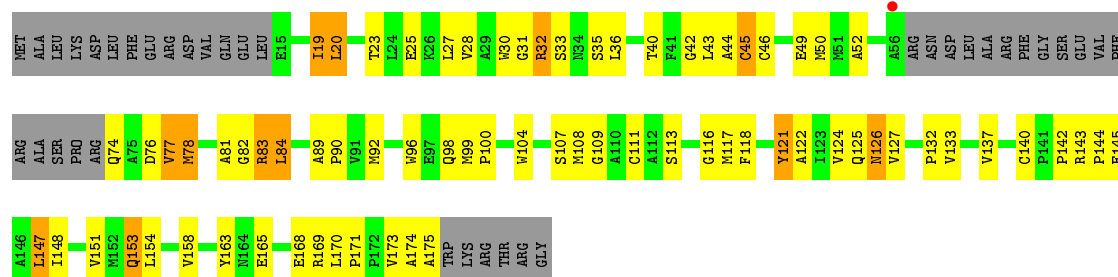 MET ALA LEU LYS ASP LEU PHE GLU ARG ASP VAL GLN GLU LEU E15 I19 L20 T23 L24 E25 K26 L27 V28 A29 W30 G31 R32 S33 N34 S35 L36 T40 F41 G42 L43 A44 C45 C46 E49 M50 M51 A52 A56 ARG ASN ASP LEU ALA ARG PHE GLY SER GLU VAL PHE
ARG ALA SER PRO ARG Q74 A75 D76 V77 M78 A81 G82 R83 L84 A89 P90 V91 M92 W96 E97 Q98 M99 P100 W104 S107 M108 G109 A110 C111 A112 S113 G116 M117 F118 Y121 A122 I123 V124 Q125 N126 V127 P132 V133 V137 C140 P141 P142 R143 P144 E145
A146 L147 I148 V151 M152 Q153 L154 V158 Y163 N164 E165 E168 R169 L170 P171 P172 V173 A174 A175 TRP LYS ARG THR ARG GLY